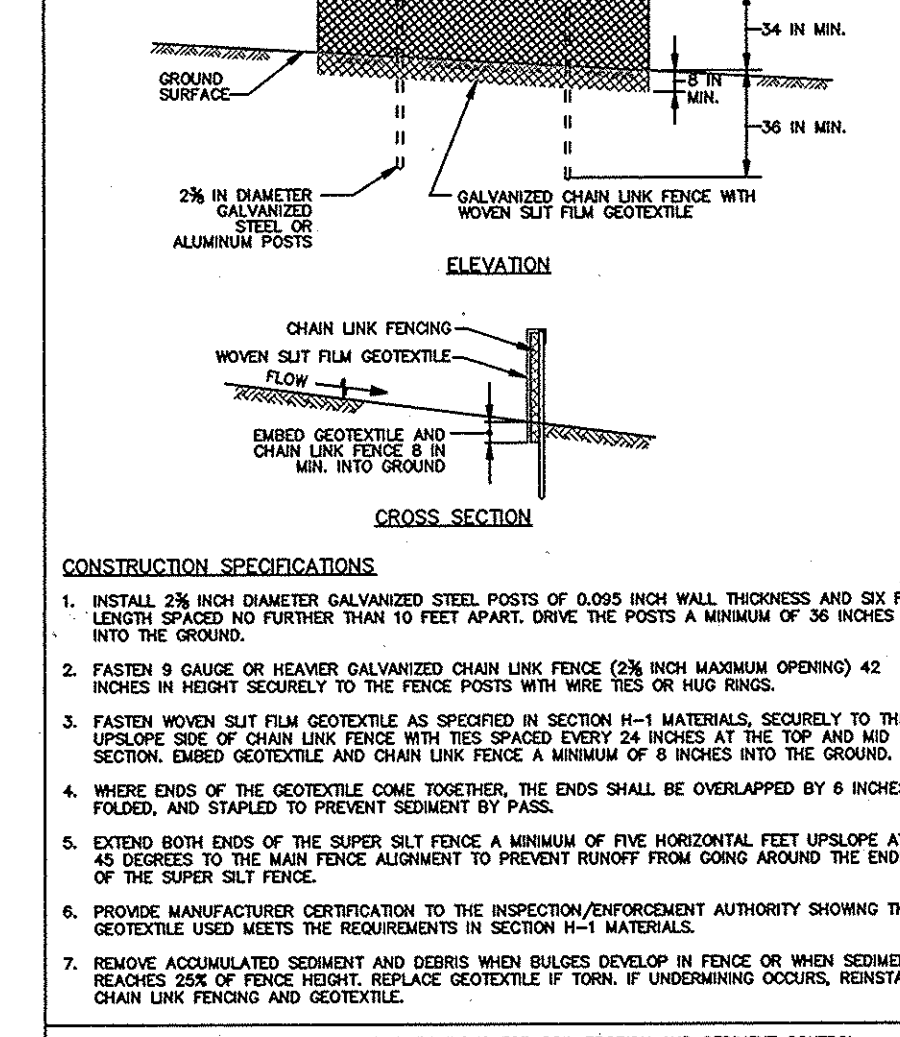 34 IN MIN.
GROUND
SURFACE
8 IN
MIN.
36 IN MIN.
2⅜ IN DIAMETER
GALVANIZED
STEEL OR
ALUMINUM POSTS
GALVANIZED CHAIN LINK FENCE WITH
WOVEN SLIT FILM GEOTEXTILE
ELEVATION
CHAIN LINK FENCING
WOVEN SLIT FILM GEOTEXTILE
FLOW
EMBED GEOTEXTILE AND
CHAIN LINK FENCE 8 IN
MIN. INTO GROUND
CROSS SECTION
CONSTRUCTION SPECIFICATIONS
1. INSTALL 2⅜ INCH DIAMETER GALVANIZED STEEL POSTS OF 0.095 INCH WALL THICKNESS AND SIX F
LENGTH SPACED NO FURTHER THAN 10 FEET APART. DRIVE THE POSTS A MINIMUM OF 36 INCHES
INTO THE GROUND.
2. FASTEN 9 GAUGE OR HEAVIER GALVANIZED CHAIN LINK FENCE (2⅜ INCH MAXIMUM OPENING) 42
INCHES IN HEIGHT SECURELY TO THE FENCE POSTS WITH WIRE TIES OR HUG RINGS.
3. FASTEN WOVEN SLIT FILM GEOTEXTILE AS SPECIFIED IN SECTION H-1 MATERIALS, SECURELY TO TH
UPSLOPE SIDE OF CHAIN LINK FENCE WITH TIES SPACED EVERY 24 INCHES AT THE TOP AND MID
SECTION. EMBED GEOTEXTILE AND CHAIN LINK FENCE A MINIMUM OF 8 INCHES INTO THE GROUND.
4. WHERE ENDS OF THE GEOTEXTILE COME TOGETHER, THE ENDS SHALL BE OVERLAPPED BY 6 INCHES
FOLDED, AND STAPLED TO PREVENT SEDIMENT BY PASS.
5. EXTEND BOTH ENDS OF THE SUPER SILT FENCE A MINIMUM OF FIVE HORIZONTAL FEET UPSLOPE AT
45 DEGREES TO THE MAIN FENCE ALIGNMENT TO PREVENT RUNOFF FROM GOING AROUND THE END
OF THE SUPER SILT FENCE.
6. PROVIDE MANUFACTURER CERTIFICATION TO THE INSPECTION/ENFORCEMENT AUTHORITY SHOWING TH
GEOTEXTILE USED MEETS THE REQUIREMENTS IN SECTION H-1 MATERIALS.
7. REMOVE ACCUMULATED SEDIMENT AND DEBRIS WHEN BULGES DEVELOP IN FENCE OR WHEN SEDIME
REACHES 25% OF FENCE HEIGHT. REPLACE GEOTEXTILE IF TORN. IF UNDERMINING OCCURS, REINSTA
CHAIN LINK FENCING AND GEOTEXTILE.